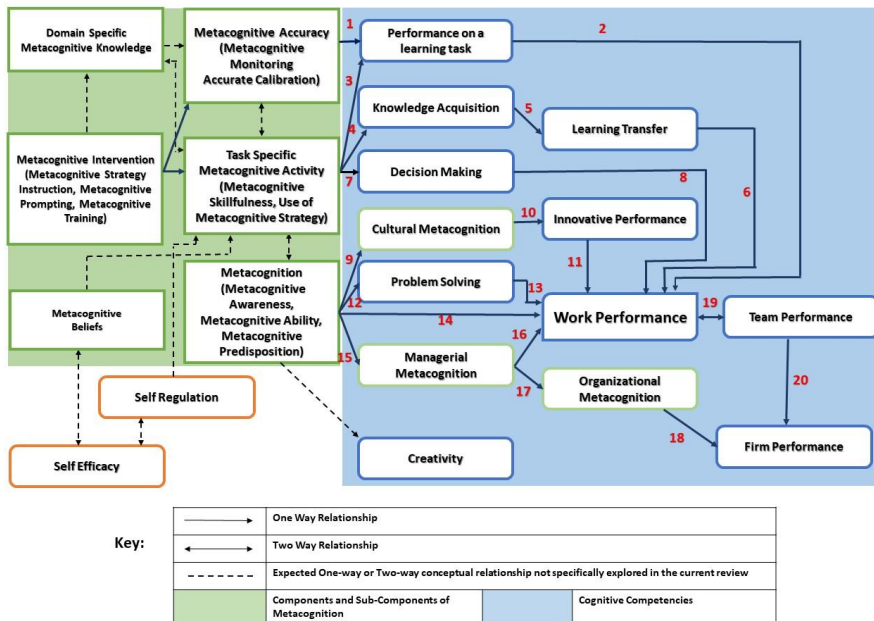 Domain Specific
Metacognitive Knowledge
Metacognitive Accuracy
(Metacognitive
Monitoring
Accurate Calibration)
1
Performance on a
learning task
2
3
Knowledge Acquisition
5
Learning Transfer
4
Metacognitive Intervention
(Metacognitive Strategy
Instruction, Metacognitive
Prompting, Metacognitive
Training)
Task Specific
Metacognitive Activity
(Metacognitive
Skillfulness, Use of
Metacognitive Strategy)
7
Decision Making
8
6
Cultural Metacognition
10
Innovative Performance
9
11
Metacognitive
Beliefs
Metacognition
(Metacognitive
Awareness,
Metacognitive Ability,
Metacognitive
Predisposition)
Problem Solving
12
13
14
Work Performance
19
Team Performance
15
Managerial
Metacognition
16
17
Organizational
Metacognition
20
18
Self Regulation
Self Efficacy
Creativity
Firm Performance
Key:
One Way Relationship
Two Way Relationship
Expected One-way or Two-way conceptual relationship not specifically explored in the current review
Components and Sub-Components of
Metacognition
Cognitive Competencies